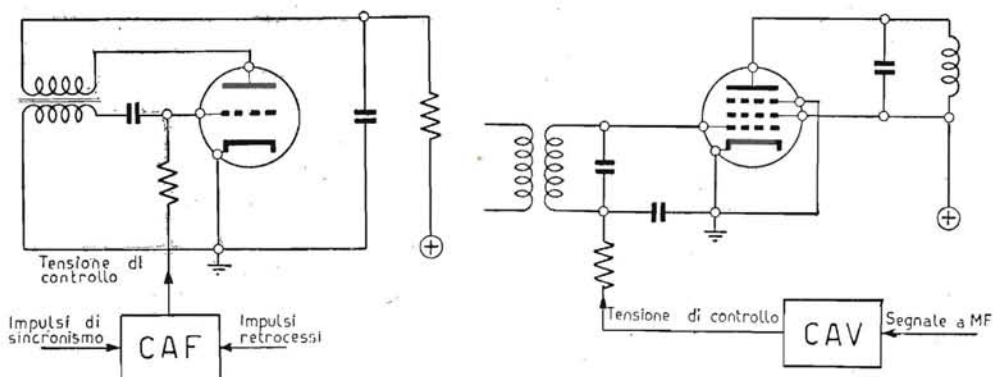 Tensione di
controllo
Impulsi di
sincronismo
CAF
Impulsi
retrocessi
+
Tensione di controllo
CAV
Segnale a MF
+